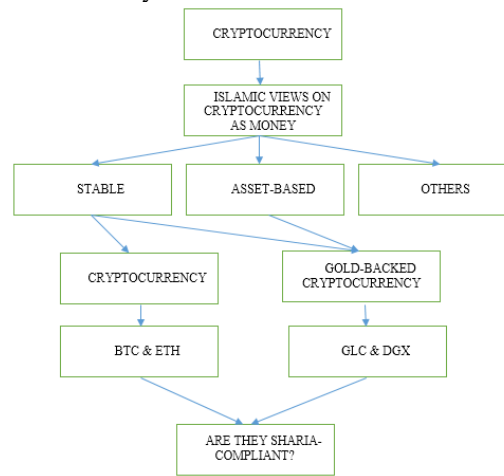 CRYPTOCURRENCY
ISLAMIC VIEWS ON
CRYPTOCURRENCY
AS MONEY
STABLE
ASSET-BASED
OTHERS
CRYPTOCURRENCY
GOLD-BACKED
CRYPTOCURRENCY
BTC & ETH
GLC & DGX
ARE THEY SHARIA-
COMPLIANT?